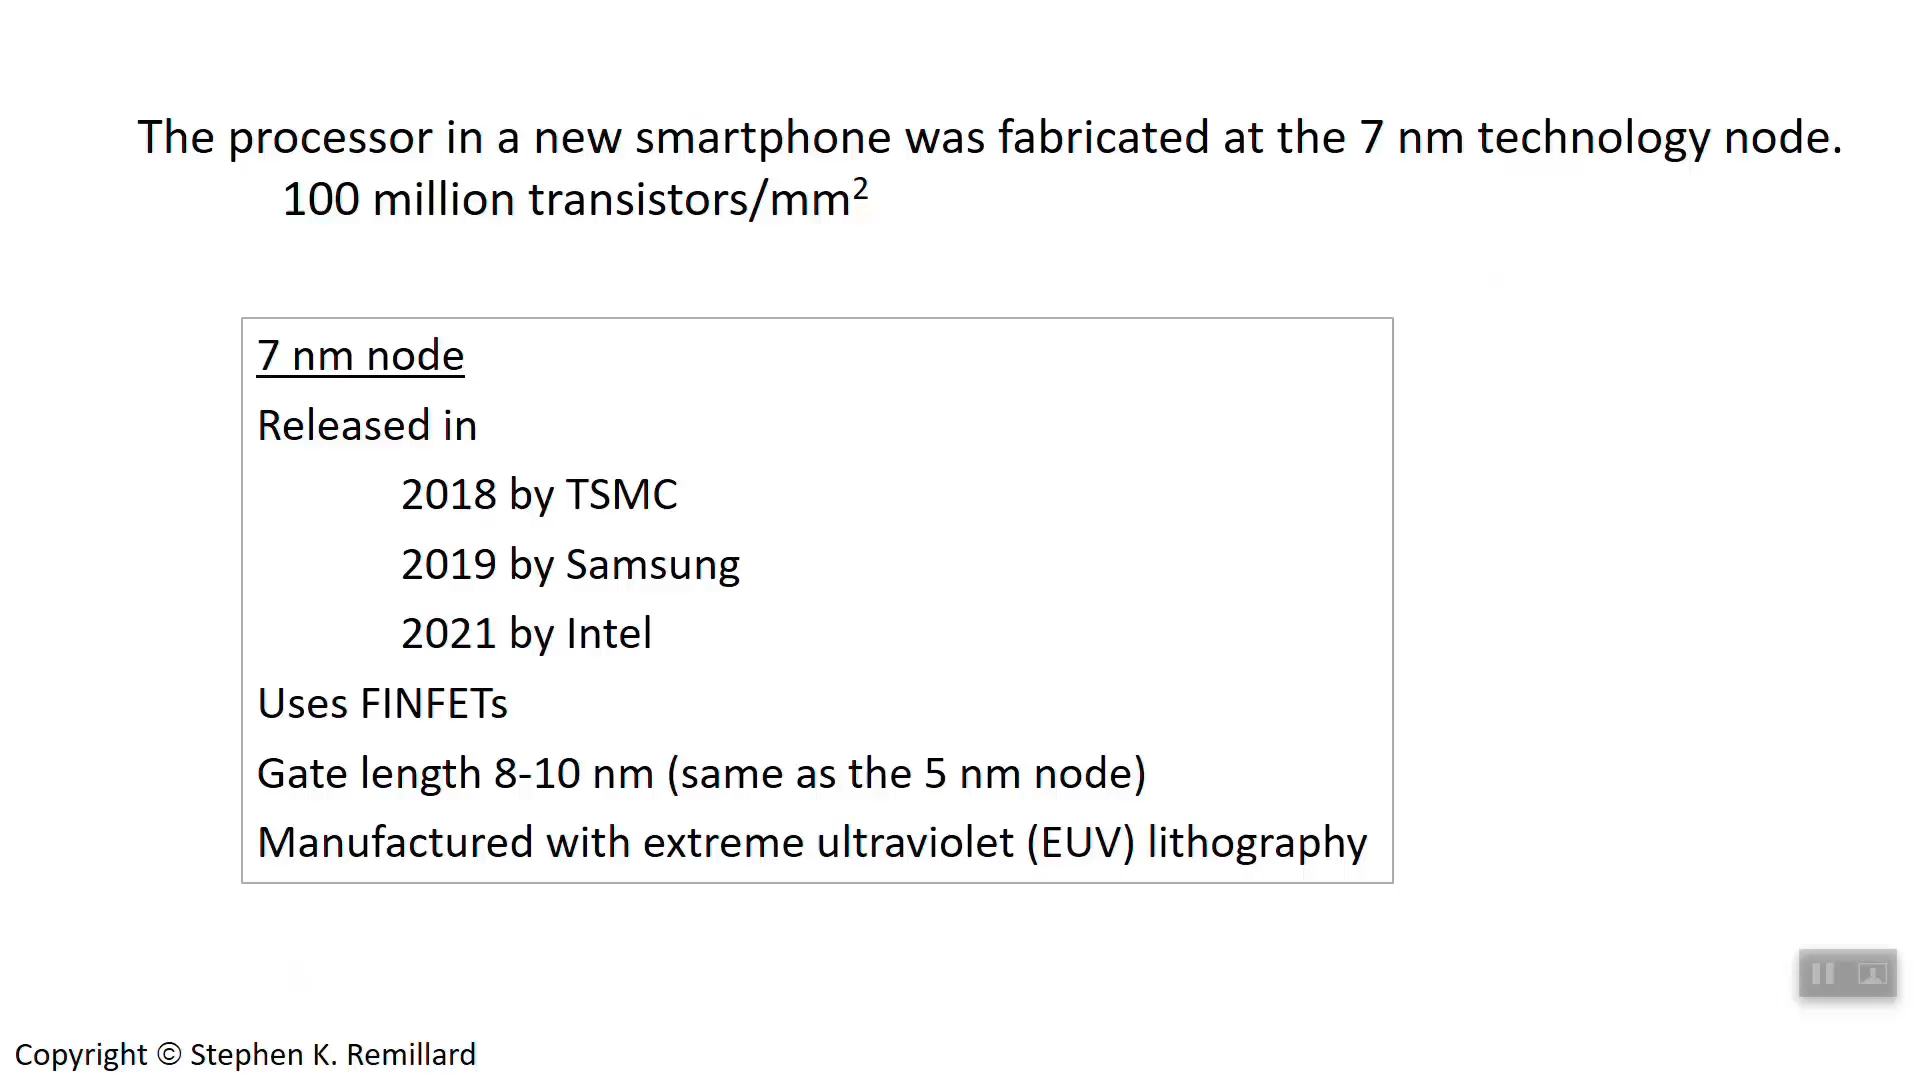 The processor in a new smartphone was fabricated at the 7 nm technology node.
100 million transistors/mm²
7 nm node
Released in
2018 by TSMC
2019 by Samsung
2021 by Intel
Uses FINFETs
Gate length 8-10 nm (same as the 5 nm node)
Manufactured with extreme ultraviolet (EUV) lithography
Copyright © Stephen K. Remillard